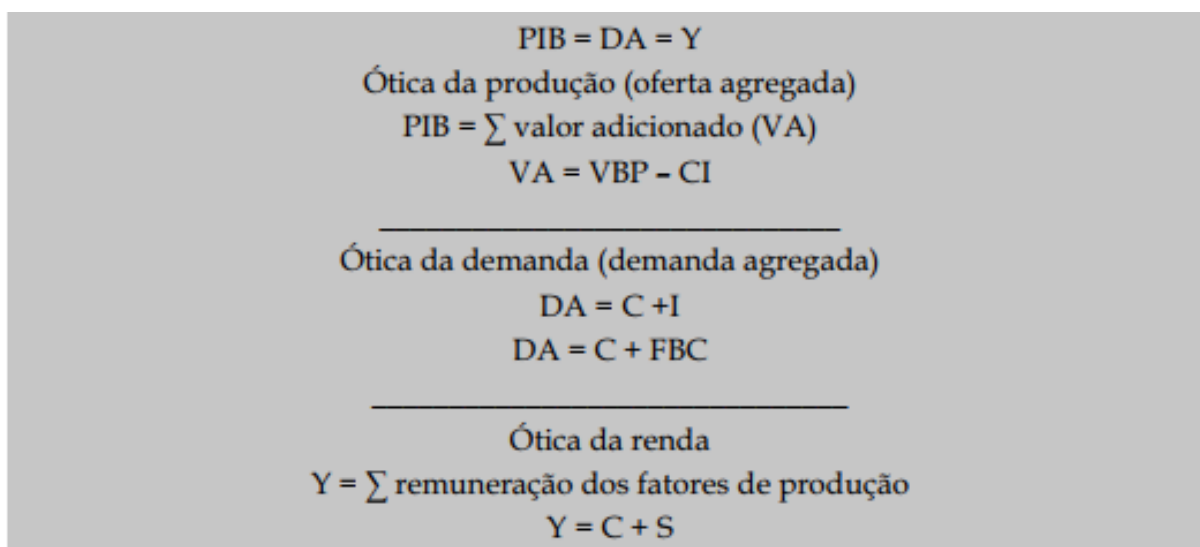 PIB = DA = Y
Ótica da produção (oferta agregada)
PIB = ∑ valor adicionado (VA)
VA = VBP – CI
Ótica da demanda (demanda agregada)
DA = C +I
DA = C + FBC
Ótica da renda
Y = ∑ remuneração dos fatores de produção
Y = C + S